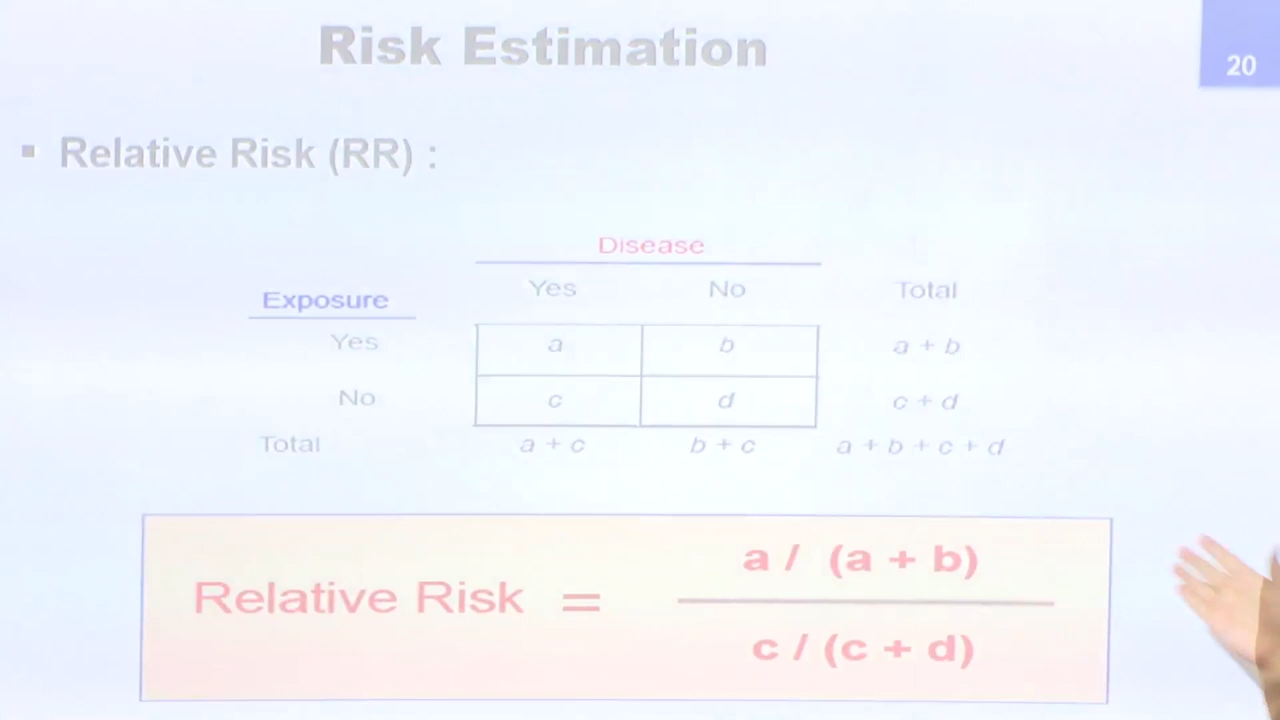 Risk Estimation
20
▪ Relative Risk (RR) :
Disease
Exposure Yes No Total
Yes a b a + b
No c d c + d
Total a + c b + c a + b + c + d
Relative Risk = a / (a + b)
c / (c + d)